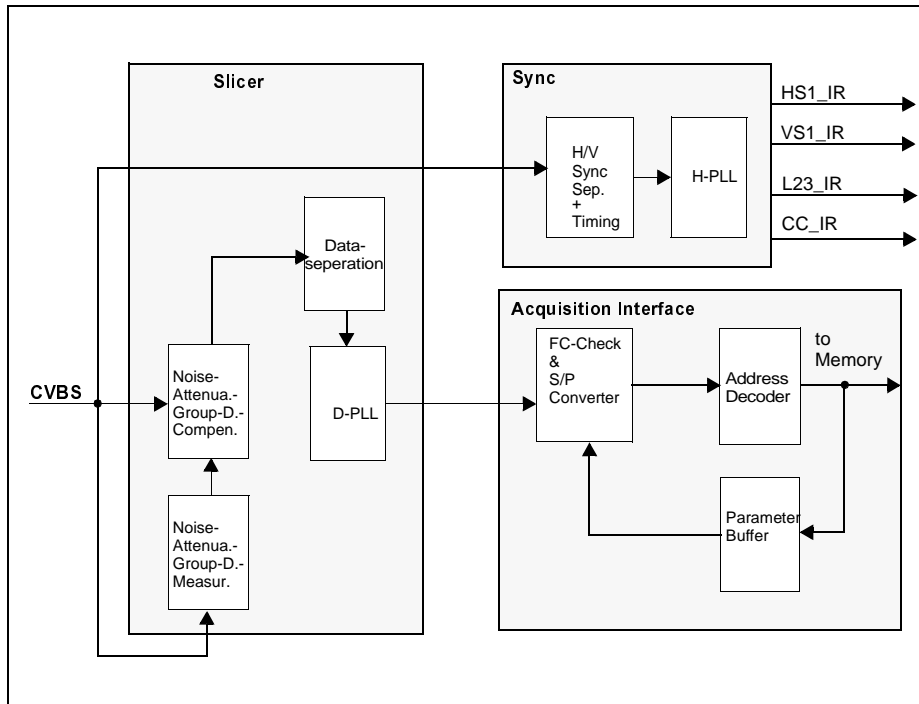 Slicer
Sync
HS1_IR
VS1_IR
L23_IR
CC_IR
H/V
Sync
Sep.
+
Timing
H-PLL
Data-
seperation
D-PLL
CVBS
Noise-
Attenua.-
Group-D.-
Compen.
Noise-
Attenua.-
Group-D.-
Measur.
Acquisition Interface
FC-Check
&
S/P
Converter
Address
Decoder
to
Memory
Parameter
Buffer